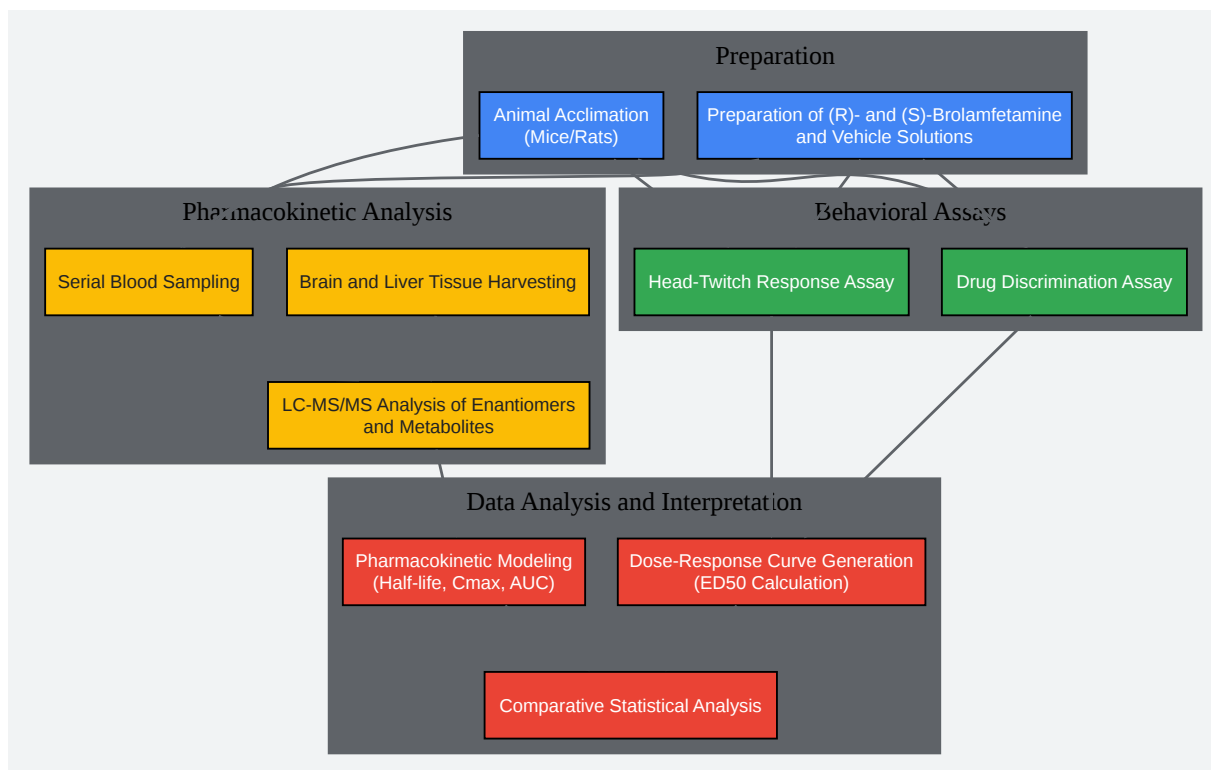 Preparation
Animal Acclimation
(Mice/Rats)
Preparation of (R)- and (S)-Brolamfetamine
and Vehicle Solutions
Pharmacokinetic Analysis
Serial Blood Sampling
Brain and Liver Tissue Harvesting
LC-MS/MS Analysis of Enantiomers
and Metabolites
Behavioral Assays
Head-Twitch Response Assay
Drug Discrimination Assay
Data Analysis and Interpretation
Pharmacokinetic Modeling
(Half-life, Cmax, AUC)
Dose-Response Curve Generation
(ED50 Calculation)
Comparative Statistical Analysis